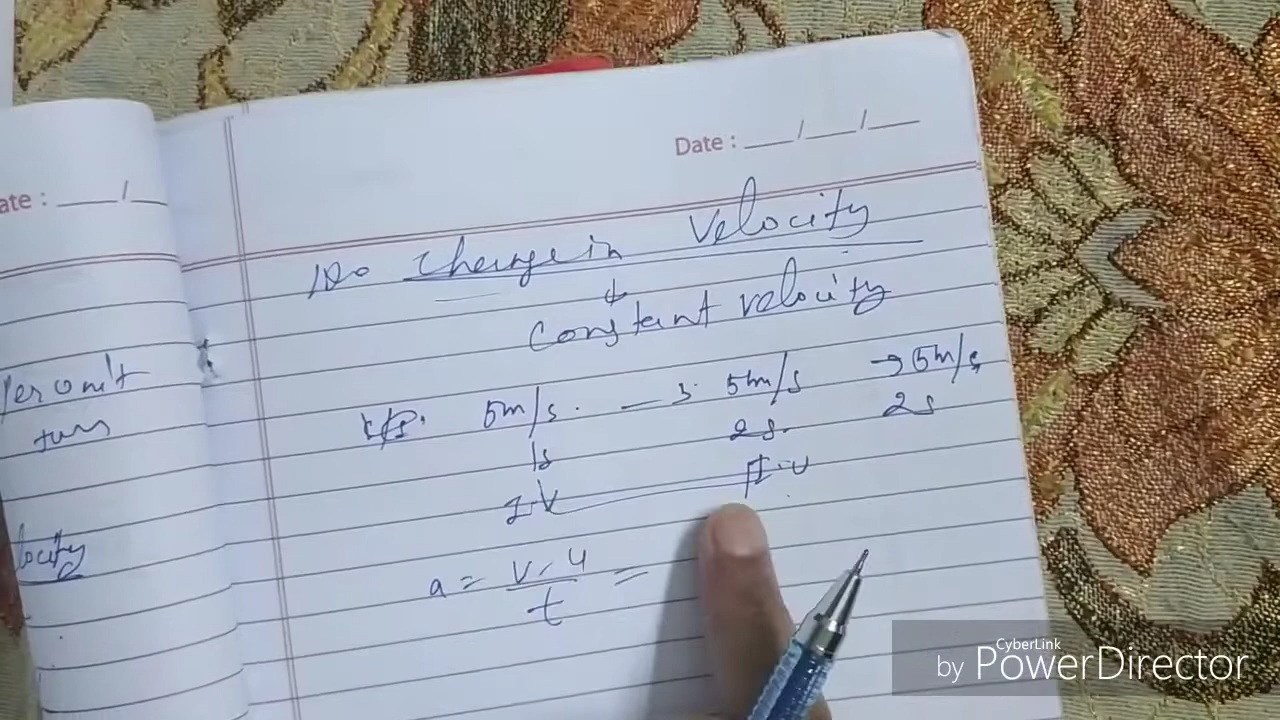 Date : ___/___/___
ate : ___/___
No change in velocity
Constant velocity
5m/s. → 5m/s → 5m/s
1s 2s. 2s
I.V F.V
a = v-u/t =
Per unit
locity
CyberLink
by PowerDirector